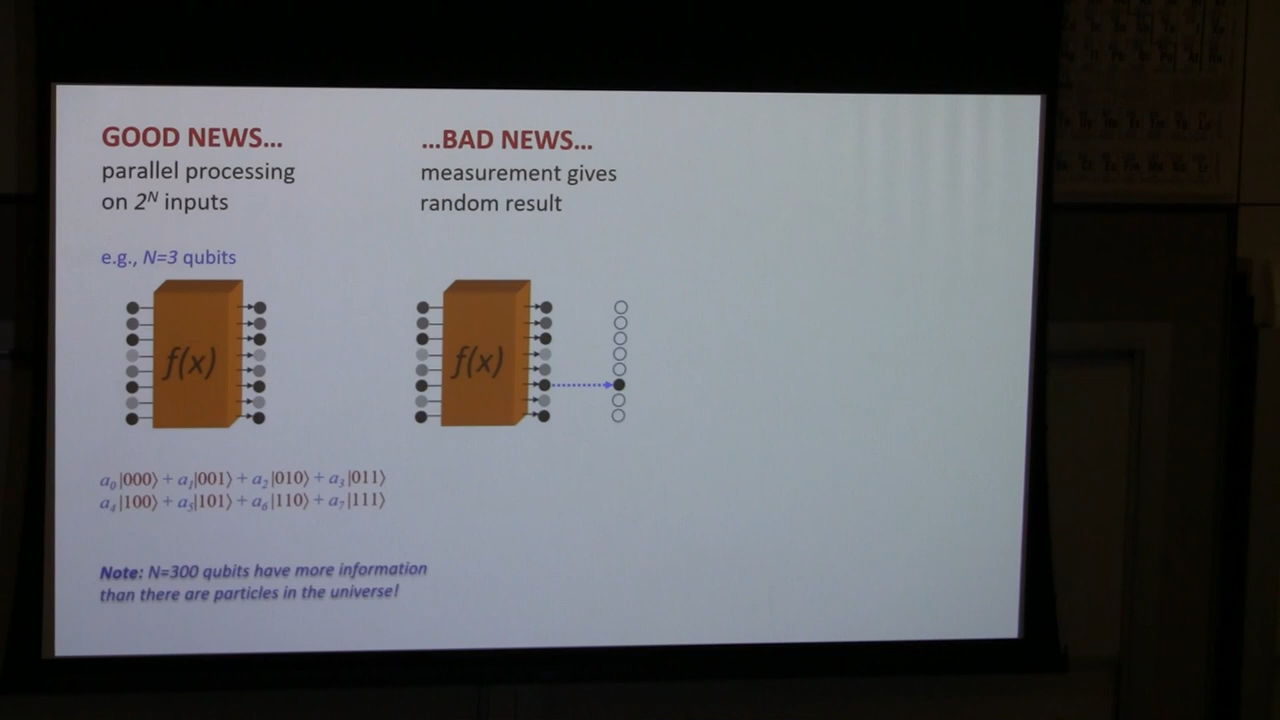 GOOD NEWS...
parallel processing
on 2^N inputs
e.g., N=3 qubits
f(x)
a₀|000⟩ + a₁|001⟩ + a₂|010⟩ + a₃|011⟩
a₄|100⟩ + a₅|101⟩ + a₆|110⟩ + a₇|111⟩
Note: N=300 qubits have more information
than there are particles in the universe!
...BAD NEWS...
measurement gives
random result
f(x)